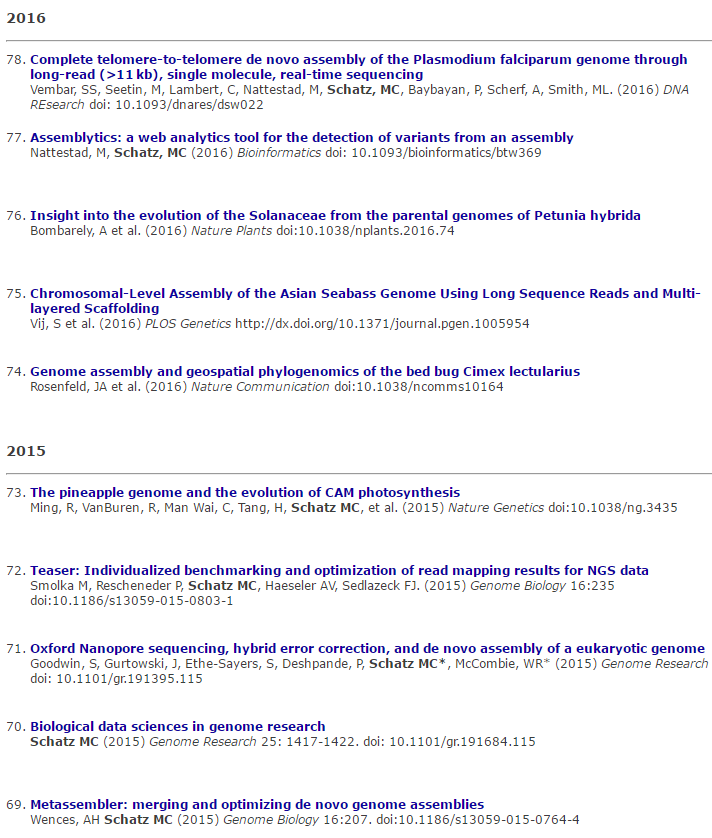 2016
78. Complete telomere-to-telomere de novo assembly of the Plasmodium falciparum genome through
long-read (>11 kb), single molecule, real-time sequencing
Vembar, SS, Seetin, M, Lambert, C, Nattestad, M, Schatz, MC, Baybayan, P, Scherf, A, Smith, ML. (2016) DNA
REsearch doi: 10.1093/dnares/dsw022
77. Assemblytics: a web analytics tool for the detection of variants from an assembly
Nattestad, M, Schatz, MC (2016) Bioinformatics doi: 10.1093/bioinformatics/btw369
76. Insight into the evolution of the Solanaceae from the parental genomes of Petunia hybrida
Bombarely, A et al. (2016) Nature Plants doi:10.1038/nplants.2016.74
75. Chromosomal-Level Assembly of the Asian Seabass Genome Using Long Sequence Reads and Multi-
layered Scaffolding
Vij, S et al. (2016) PLOS Genetics http://dx.doi.org/10.1371/journal.pgen.1005954
74. Genome assembly and geospatial phylogenomics of the bed bug Cimex lectularius
Rosenfeld, JA et al. (2016) Nature Communication doi:10.1038/ncomms10164
2015
73. The pineapple genome and the evolution of CAM photosynthesis
Ming, R, VanBuren, R, Man Wai, C, Tang, H, Schatz MC, et al. (2015) Nature Genetics doi:10.1038/ng.3435
72. Teaser: Individualized benchmarking and optimization of read mapping results for NGS data
Smolka M, Rescheneder P, Schatz MC, Haeseler AV, Sedlazeck FJ. (2015) Genome Biology 16:235
doi:10.1186/s13059-015-0803-1
71. Oxford Nanopore sequencing, hybrid error correction, and de novo assembly of a eukaryotic genome
Goodwin, S, Gurtowski, J, Ethe-Sayers, S, Deshpande, P, Schatz MC*, McCombie, WR* (2015) Genome Research
doi: 10.1101/gr.191395.115
70. Biological data sciences in genome research
Schatz MC (2015) Genome Research 25: 1417-1422. doi: 10.1101/gr.191684.115
69. Metassembler: merging and optimizing de novo genome assemblies
Wences, AH Schatz MC (2015) Genome Biology 16:207. doi:10.1186/s13059-015-0764-4